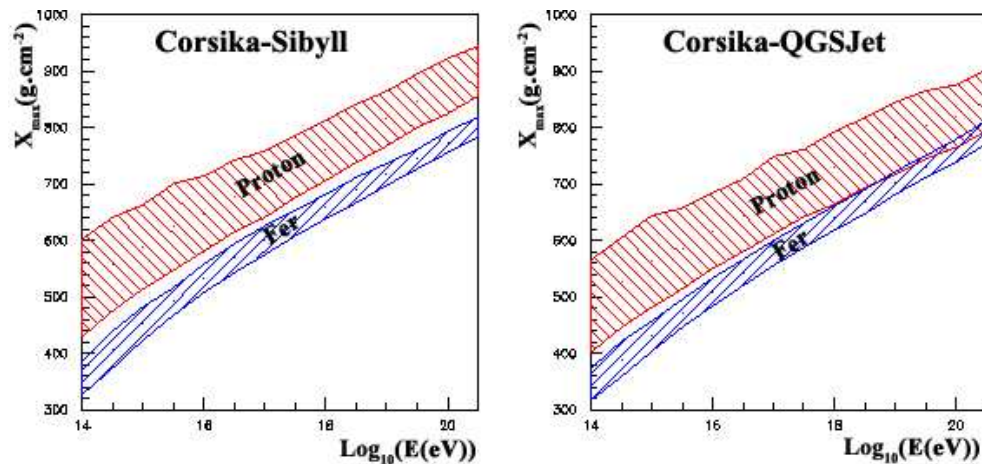 Corsika-Sibyll
X_max(g.cm⁻²)
1000
900
800
700
600
500
400
300
Proton
Fer
14
16
18
20
Log₁₀(E(eV))
Corsika-QGSJet
X_max(g.cm⁻²)
1000
900
800
700
600
500
400
300
Proton
Fer
14
16
18
20
Log₁₀(E(eV))